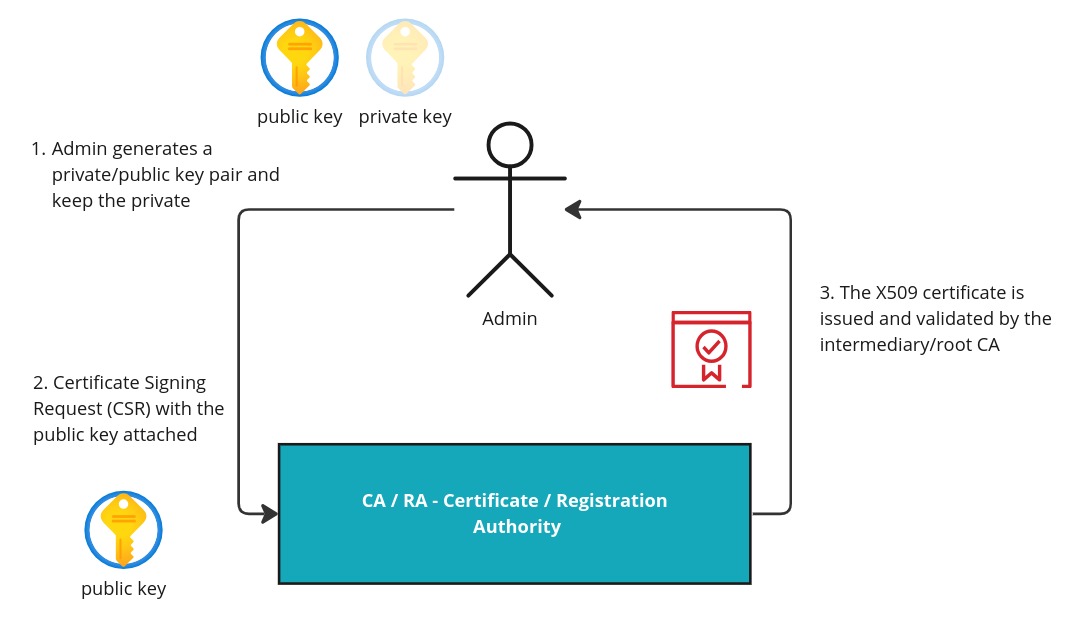 public key
private key
1. Admin generates a
private/public key pair and
keep the private
Admin
3. The X509 certificate is
issued and validated by the
intermediary/root CA
2. Certificate Signing
Request (CSR) with the
public key attached
CA / RA - Certificate / Registration
Authority
public key